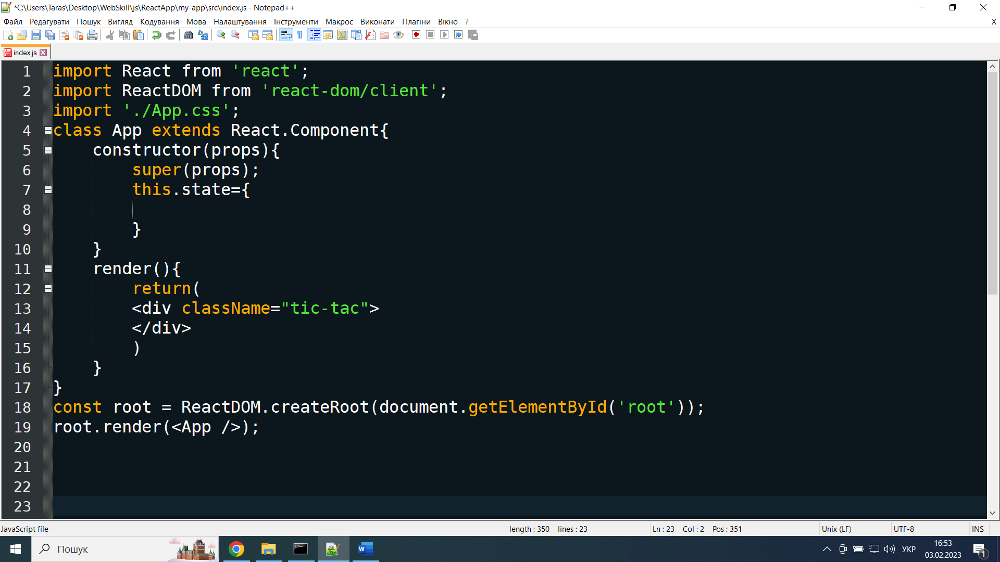 *C:\Users\Taras\Desktop\WebSkill\js\ReactApp\my-app\src\index.js - Notepad++
Файл Редагувати Пошук Вигляд Кодування Мова Налаштування Інструменти Макрос Виконати Плагіни Вікно ? X
index.js
1 import React from 'react';
2 import ReactDOM from 'react-dom/client';
3 import './App.css';
4 class App extends React.Component{
5 constructor(props){
6 super(props);
7 this.state={
8
9 }
10 }
11 render(){
12 return(
13 <div className="tic-tac">
14 </div>
15 )
16 }
17 }
18 const root = ReactDOM.createRoot(document.getElementById('root'));
19 root.render(<App />);
20
21
22
23
JavaScript file length : 350 lines : 23 Ln : 23 Col : 2 Pos : 351 Unix (LF) UTF-8 INS
Пошук УКР 16:53
03.02.2023 1